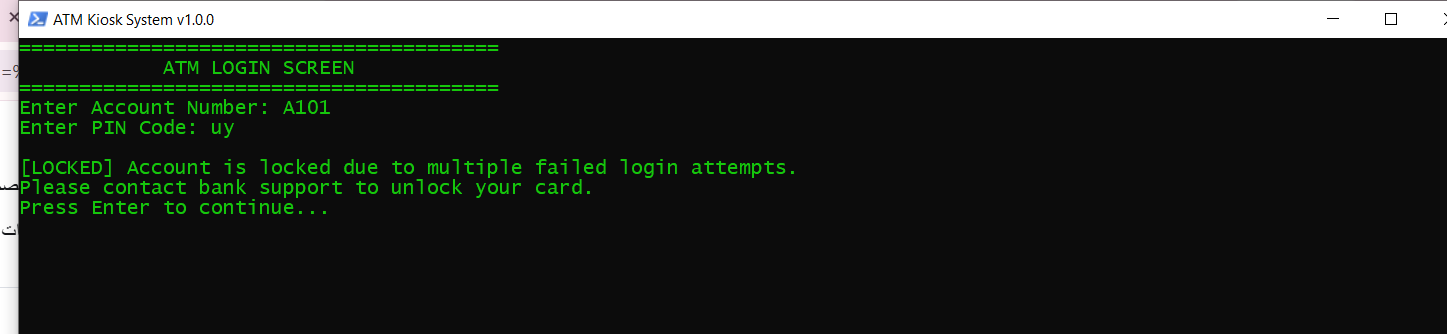 ATM Kiosk System v1.0.0
========================================
ATM LOGIN SCREEN
========================================
Enter Account Number: A101
Enter PIN Code: uy
[LOCKED] Account is locked due to multiple failed login attempts.
Please contact bank support to unlock your card.
Press Enter to continue...